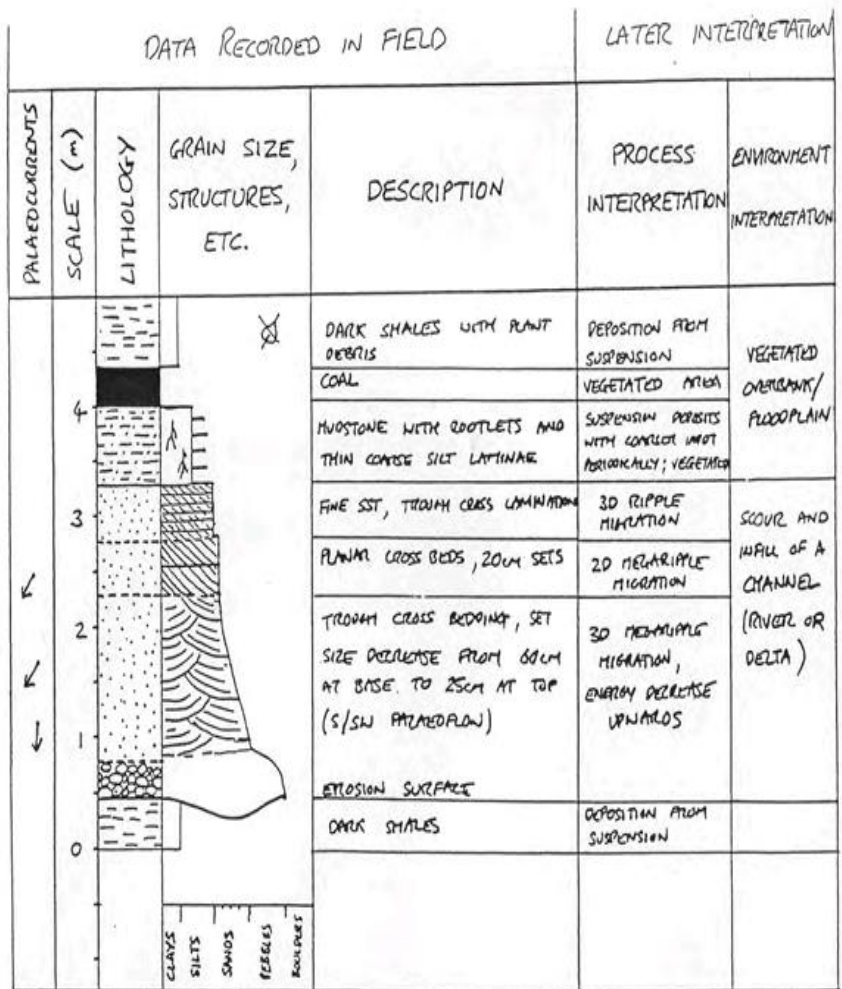 DATA RECORDED IN FIELD
LATER INTERPRETATION
PALAEOCURRENTS
SCALE (m)
LITHOLOGY
GRAIN SIZE,
STRUCTURES,
ETC.
DESCRIPTION
PROCESS
INTERPRETATION
ENVIRONMENT
INTERPRETATION
DARK SHALES WITH PLANT
DEBRIS
DEPOSITION FROM
SUSPENSION
COAL
VEGETATED AREA
VEGETATED
OVERBANK/
FLOODPLAIN
4
MUDSTONE WITH ROOTLETS AND
THIN COARSE SILT LAMINAE
SUSPENSION DEPOSITS
WITH COARSER INPUT
PERIODICALLY; VEGETATED
3
FINE SST, TROUGH CROSS LAMINATION
3D RIPPLE
MIGRATION
PLANAR CROSS BEDS, 20cm SETS
2D MEGARIPPLE
MIGRATION
SCOUR AND
INFILL OF A
CHANNEL
(RIVER OR
DELTA)
2
TROUGH CROSS BEDDING, SET
SIZE DECREASE FROM 60cm
AT BASE. TO 25cm AT TOP
(S/SW PALAEOFLOW)
3D MEGARIPPLE
MIGRATION,
ENERGY DECREASE
UPWARDS
1
EROSION SURFACE
DARK SHALES
DEPOSITION FROM
SUSPENSION
0
CLAYS
SILTS
SANDS
PEBBLES
BOULDERS